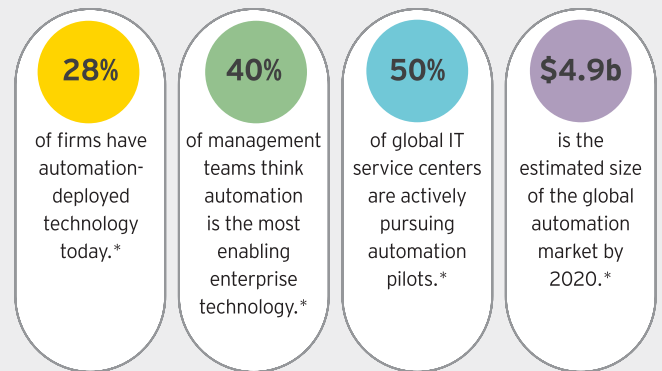 28%
of firms have
automation-
deployed
technology
today.*
40%
of management
teams think
automation
is the most
enabling
enterprise
technology.*
50%
of global IT
service centers
are actively
pursuing
automation
pilots.*
$4.9b
is the
estimated size
of the global
automation
market by
2020.*